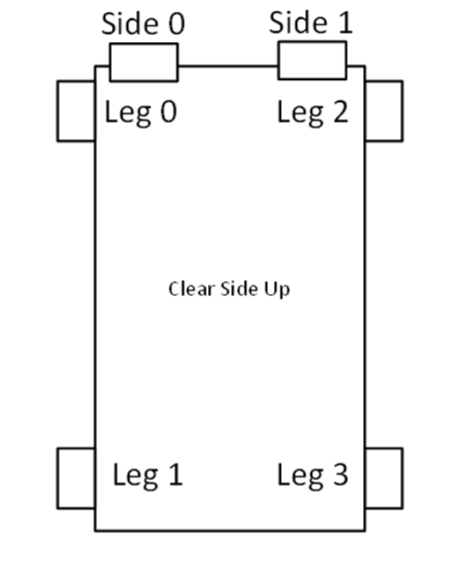 Side 0
Side 1
Leg 0
Leg 2
Clear Side Up
Leg 1
Leg 3